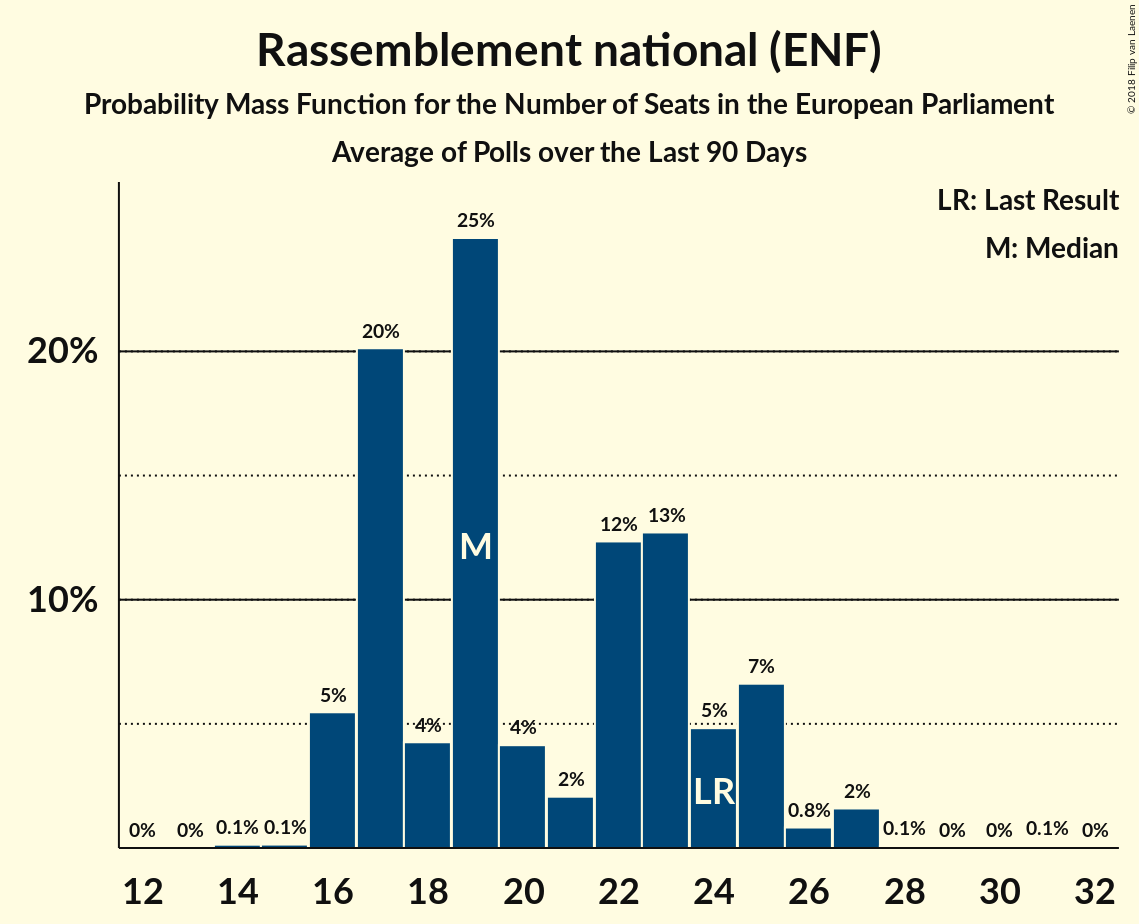 Rassemblement national (ENF)
Probability Mass Function for the Number of Seats in the European Parliament
Average of Polls over the Last 90 Days
© 2018 Filip van Laenen
LR: Last Result
M: Median
20%
10%
0% 0% 0.1% 0.1% 5% 20% 4% 25% 4% 2% 12% 13% 5% 7% 0.8% 2% 0.1% 0% 0% 0.1% 0%
M
LR
12 14 16 18 20 22 24 26 28 30 32